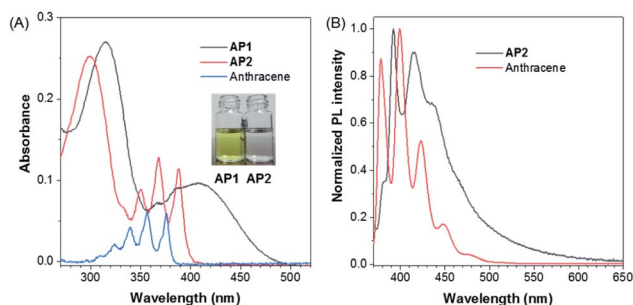 (A)
0.3
0.2
0.1
0.0
Absorbance
AP1
AP2
Anthracene
AP1 AP2
300 350 400 450 500
Wavelength (nm)
(B)
1.0
0.8
0.6
0.4
0.2
0.0
Normalized PL intensity
AP2
Anthracene
400 450 500 550 600 650
Wavelength (nm)